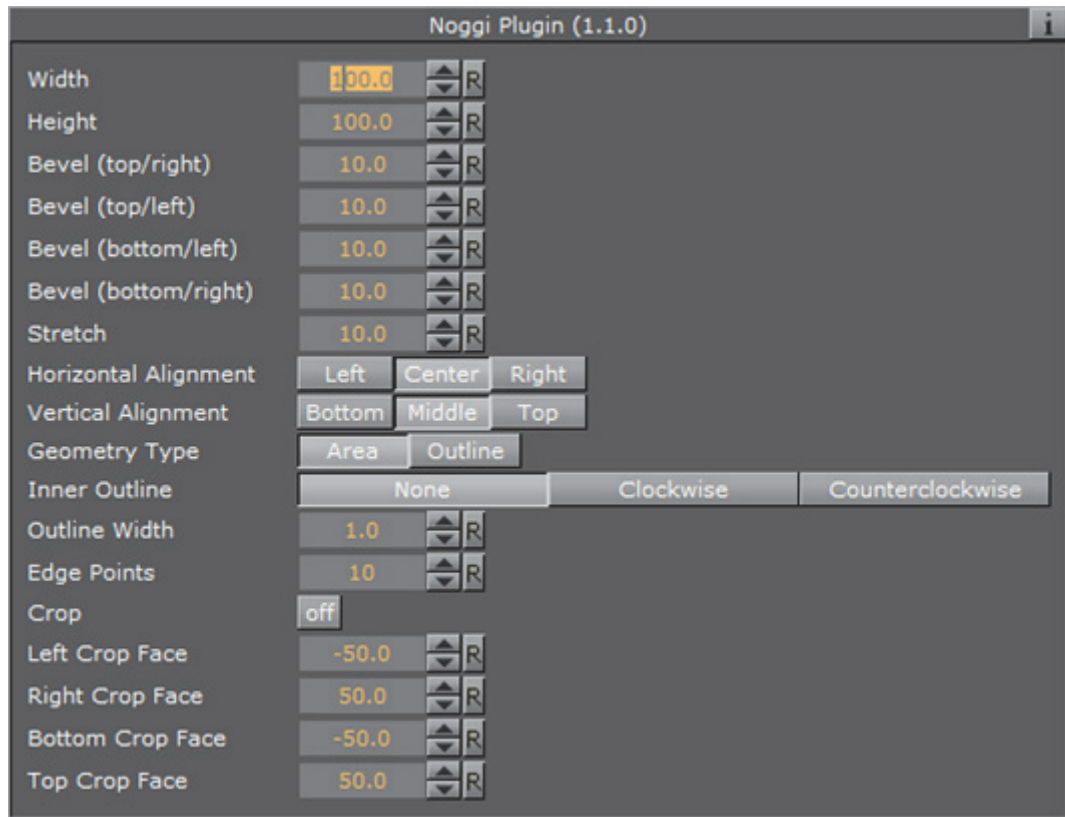 Noggi Plugin (1.1.0) i
Width 100.0 R
Height 100.0 R
Bevel (top/right) 10.0 R
Bevel (top/left) 10.0 R
Bevel (bottom/left) 10.0 R
Bevel (bottom/right) 10.0 R
Stretch 10.0 R
Horizontal Alignment Left Center Right
Vertical Alignment Bottom Middle Top
Geometry Type Area Outline
Inner Outline None Clockwise Counterclockwise
Outline Width 1.0 R
Edge Points 10 R
Crop off
Left Crop Face -50.0 R
Right Crop Face 50.0 R
Bottom Crop Face -50.0 R
Top Crop Face 50.0 R